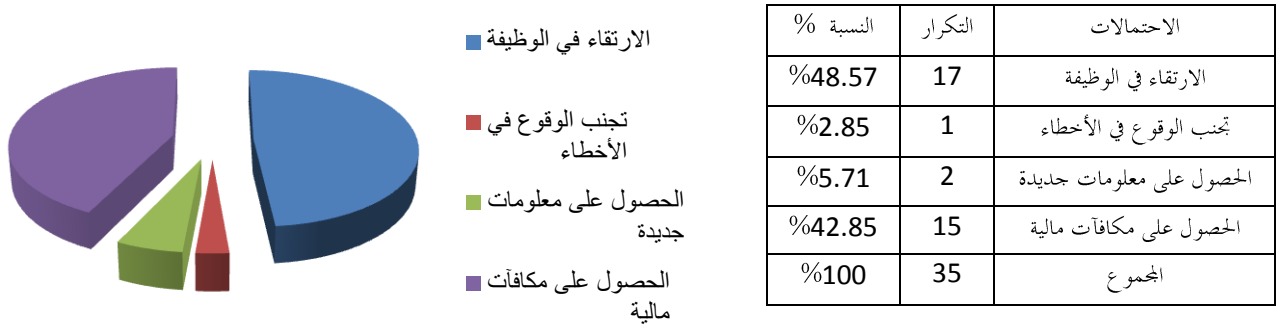 الاحتمالات التكرار النسبة %
الارتقاء في الوظيفة 17 48.57%
تجنب الوقوع في الأخطاء 1 2.85%
الحصول على معلومات جديدة 2 5.71%
الحصول على مكافآت مالية 15 42.85%
المجموع 35 100%
الارتقاء في الوظيفة
تجنب الوقوع في
الأخطاء
الحصول على معلومات
جديدة
الحصول على مكافآت
مالية